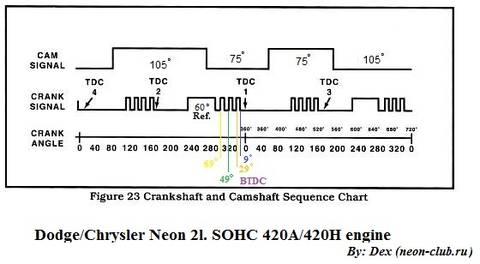 CAM SIGNAL 105° 75° 75° 105°
TDC 4 TDC 2 TDC 1 TDC 3
CRANK SIGNAL 60° Ref.
CRANK ANGLE 360° 400° 440° 480° 520° 560° 600° 640° 680° 720°
0 40 80 120 160 200 240 280 320 0 40 80 120 160 200 240 280 320 0
69° 49° 29° 9°
BTDC
Figure 23 Crankshaft and Camshaft Sequence Chart
Dodge/Chrysler Neon 2l. SOHC 420A/420H engine
By: Dex (neon-club.ru)